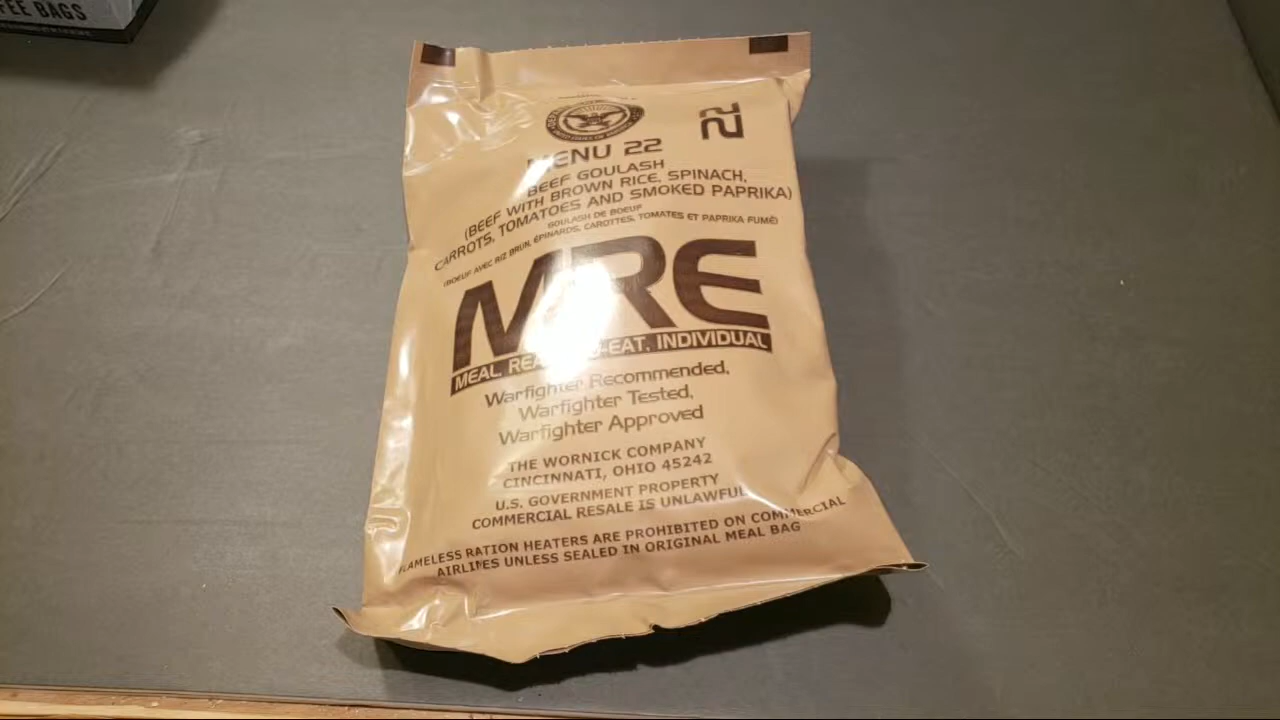 FEE BAGS
22
MENU 22
BEEF GOULASH
(BEEF WITH BROWN RICE, SPINACH,
CARROTS, TOMATOES AND SMOKED PAPRIKA)
GOULASH DE BOEUF
(BOEUF AVEC RIZ BRUN, ÉPINARDS, CAROTTES, TOMATES ET PAPRIKA FUMÉ)
MRE
MEAL, READY-TO-EAT, INDIVIDUAL
Warfighter Recommended,
Warfighter Tested,
Warfighter Approved
THE WORNICK COMPANY
CINCINNATI, OHIO 45242
U.S. GOVERNMENT PROPERTY
COMMERCIAL RESALE IS UNLAWFUL
FLAMELESS RATION HEATERS ARE PROHIBITED ON COMMERCIAL
AIRLINES UNLESS SEALED IN ORIGINAL MEAL BAG